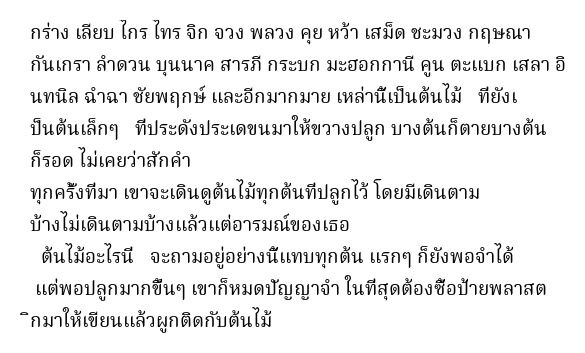 กร่าง เลียบ ไกร ไทร จิก จวง พลวง คุย หว้า เสม็ด ชะมวง กฤษณา
กันเกรา ลำดวน บุนนาค สารภี กระบก มะฮอกกานี คูน ตะแบก เสลา อิ
นทนิล ฉำฉา ชัยพฤกษ์ และอีกมากมาย เหล่านี้เป็นต้นไม้   ที่ยังเ
ป็นต้นเล็กๆ   ที่ประดังประเดขนมาให้ขวางปลูก บางต้นก็ตายบางต้น
ก็รอด ไม่เคยว่าสักคำ
ทุกครั้งที่มา เขาจะเดินดูต้นไม้ทุกต้นที่ปลูกไว้ โดยมีเดินตาม
บ้างไม่เดินตามบ้างแล้วแต่อารมณ์ของเธอ
ต้นไม้อะไรนี่   จะถามอยู่อย่างนี้แทบทุกต้น แรกๆ ก็ยังพอจำได้
แต่พอปลูกมากขึ้นๆ เขาก็หมดปัญญาจำ ในที่สุดต้องซื้อป้ายพลาสต
ิกมาให้เขียนแล้วผูกติดกับต้นไม้